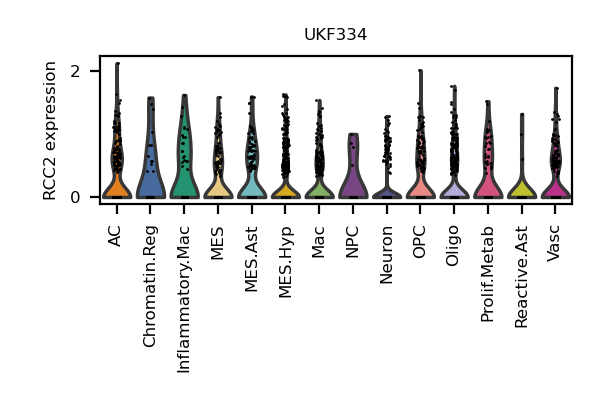 UKF334
RCC2 expression
2
0
AC
Chromatin.Reg
Inflammatory.Mac
MES
MES.Ast
MES.Hyp
Mac
NPC
Neuron
OPC
Oligo
Prolif.Metab
Reactive.Ast
Vasc